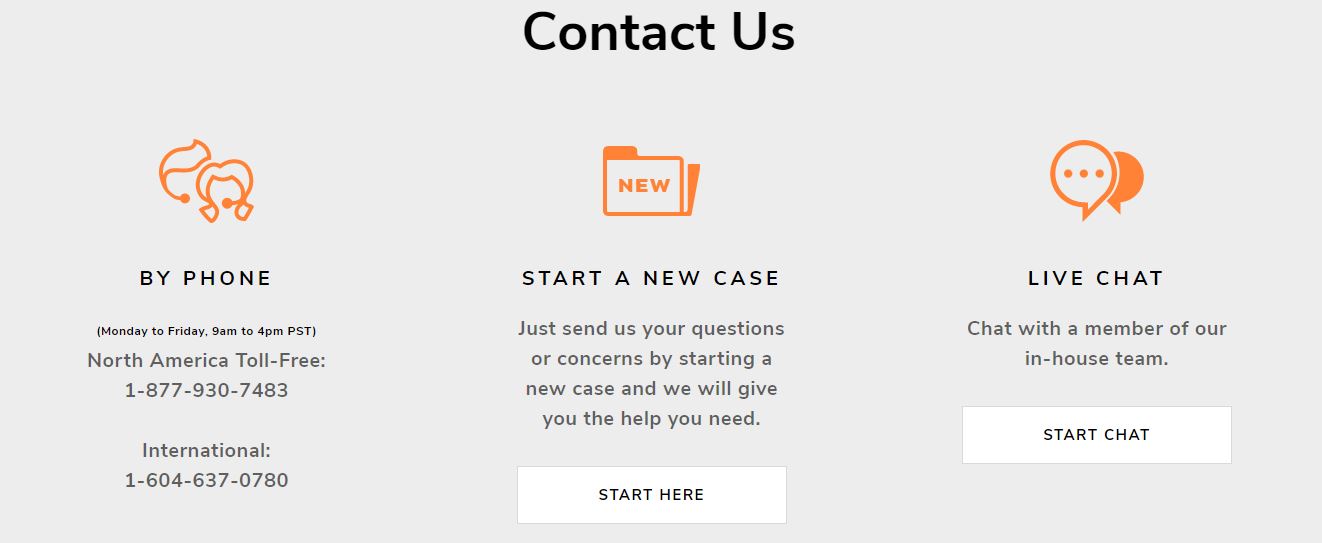 Contact Us
NEW
BY PHONE
(Monday to Friday, 9am to 4pm PST)
North America Toll-Free:
1-877-930-7483
International:
1-604-637-0780
START A NEW CASE
Just send us your questions
or concerns by starting a
new case and we will give
you the help you need.
START HERE
LIVE CHAT
Chat with a member of our
in-house team.
START CHAT